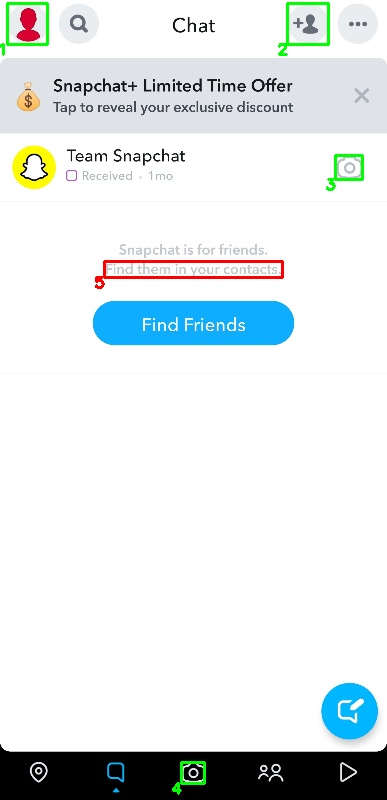 Chat
1
2
Snapchat+ Limited Time Offer
Tap to reveal your exclusive discount
Team Snapchat
Received · 1mo
3
Snapchat is for friends.
Find them in your contacts.
5
Find Friends
4